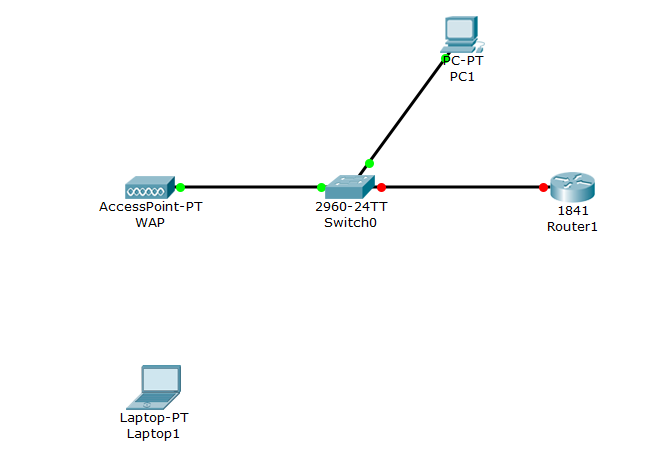 PC-PT
PC1
AccessPoint-PT
WAP
2960-24TT
Switch0
1841
Router1
Laptop-PT
Laptop1